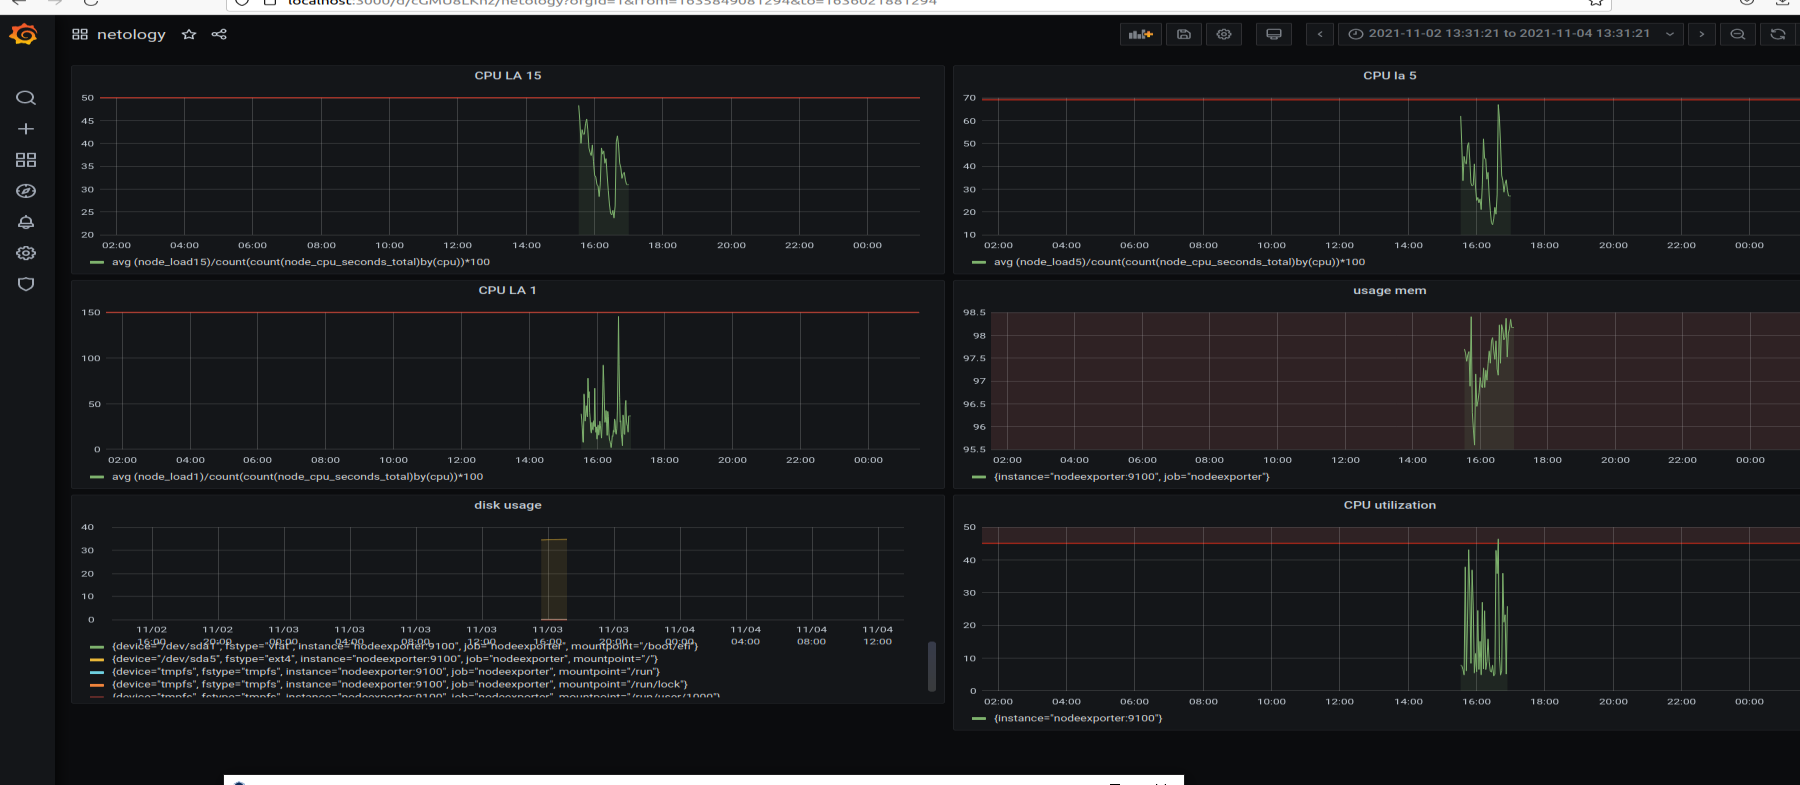 netology
2021-11-02 13:31:21 to 2021-11-04 13:31:21
CPU LA 15
50
45
40
35
30
25
20
02:00 04:00 06:00 08:00 10:00 12:00 14:00 16:00 18:00 20:00 22:00 00:00
avg (node_load15)/count(count(node_cpu_seconds_total)by(cpu))*100
CPU la 5
70
60
50
40
30
20
10
02:00 04:00 06:00 08:00 10:00 12:00 14:00 16:00 18:00 20:00 22:00 00:00
avg (node_load5)/count(count(node_cpu_seconds_total)by(cpu))*100
CPU LA 1
150
100
50
0
02:00 04:00 06:00 08:00 10:00 12:00 14:00 16:00 18:00 20:00 22:00 00:00
avg (node_load1)/count(count(node_cpu_seconds_total)by(cpu))*100
usage mem
98.5
98
97.5
97
96.5
96
95.5
02:00 04:00 06:00 08:00 10:00 12:00 14:00 16:00 18:00 20:00 22:00 00:00
{instance="nodeexporter:9100", job="nodeexporter"}
disk usage
40
30
20
10
0
11/02 11/02 11/03 11/03 11/03 11/03 11/03 11/03 11/04 11/04 11/04 11/04
16:00 20:00 00:00 04:00 08:00 12:00 16:00 20:00 00:00 04:00 08:00 12:00
{device="/dev/sda1", fstype="vfat", instance="nodeexporter:9100", job="nodeexporter", mountpoint="/boot/efi"}
{device="/dev/sda5", fstype="ext4", instance="nodeexporter:9100", job="nodeexporter", mountpoint="/"}
{device="tmpfs", fstype="tmpfs", instance="nodeexporter:9100", job="nodeexporter", mountpoint="/run"}
{device="tmpfs", fstype="tmpfs", instance="nodeexporter:9100", job="nodeexporter", mountpoint="/run/lock"}
{device="tmpfs", fstype="tmpfs", instance="nodeexporter:9100", job="nodeexporter", mountpoint="/run/user/1000"}
CPU utilization
50
40
30
20
10
0
02:00 04:00 06:00 08:00 10:00 12:00 14:00 16:00 18:00 20:00 22:00 00:00
{instance="nodeexporter:9100"}